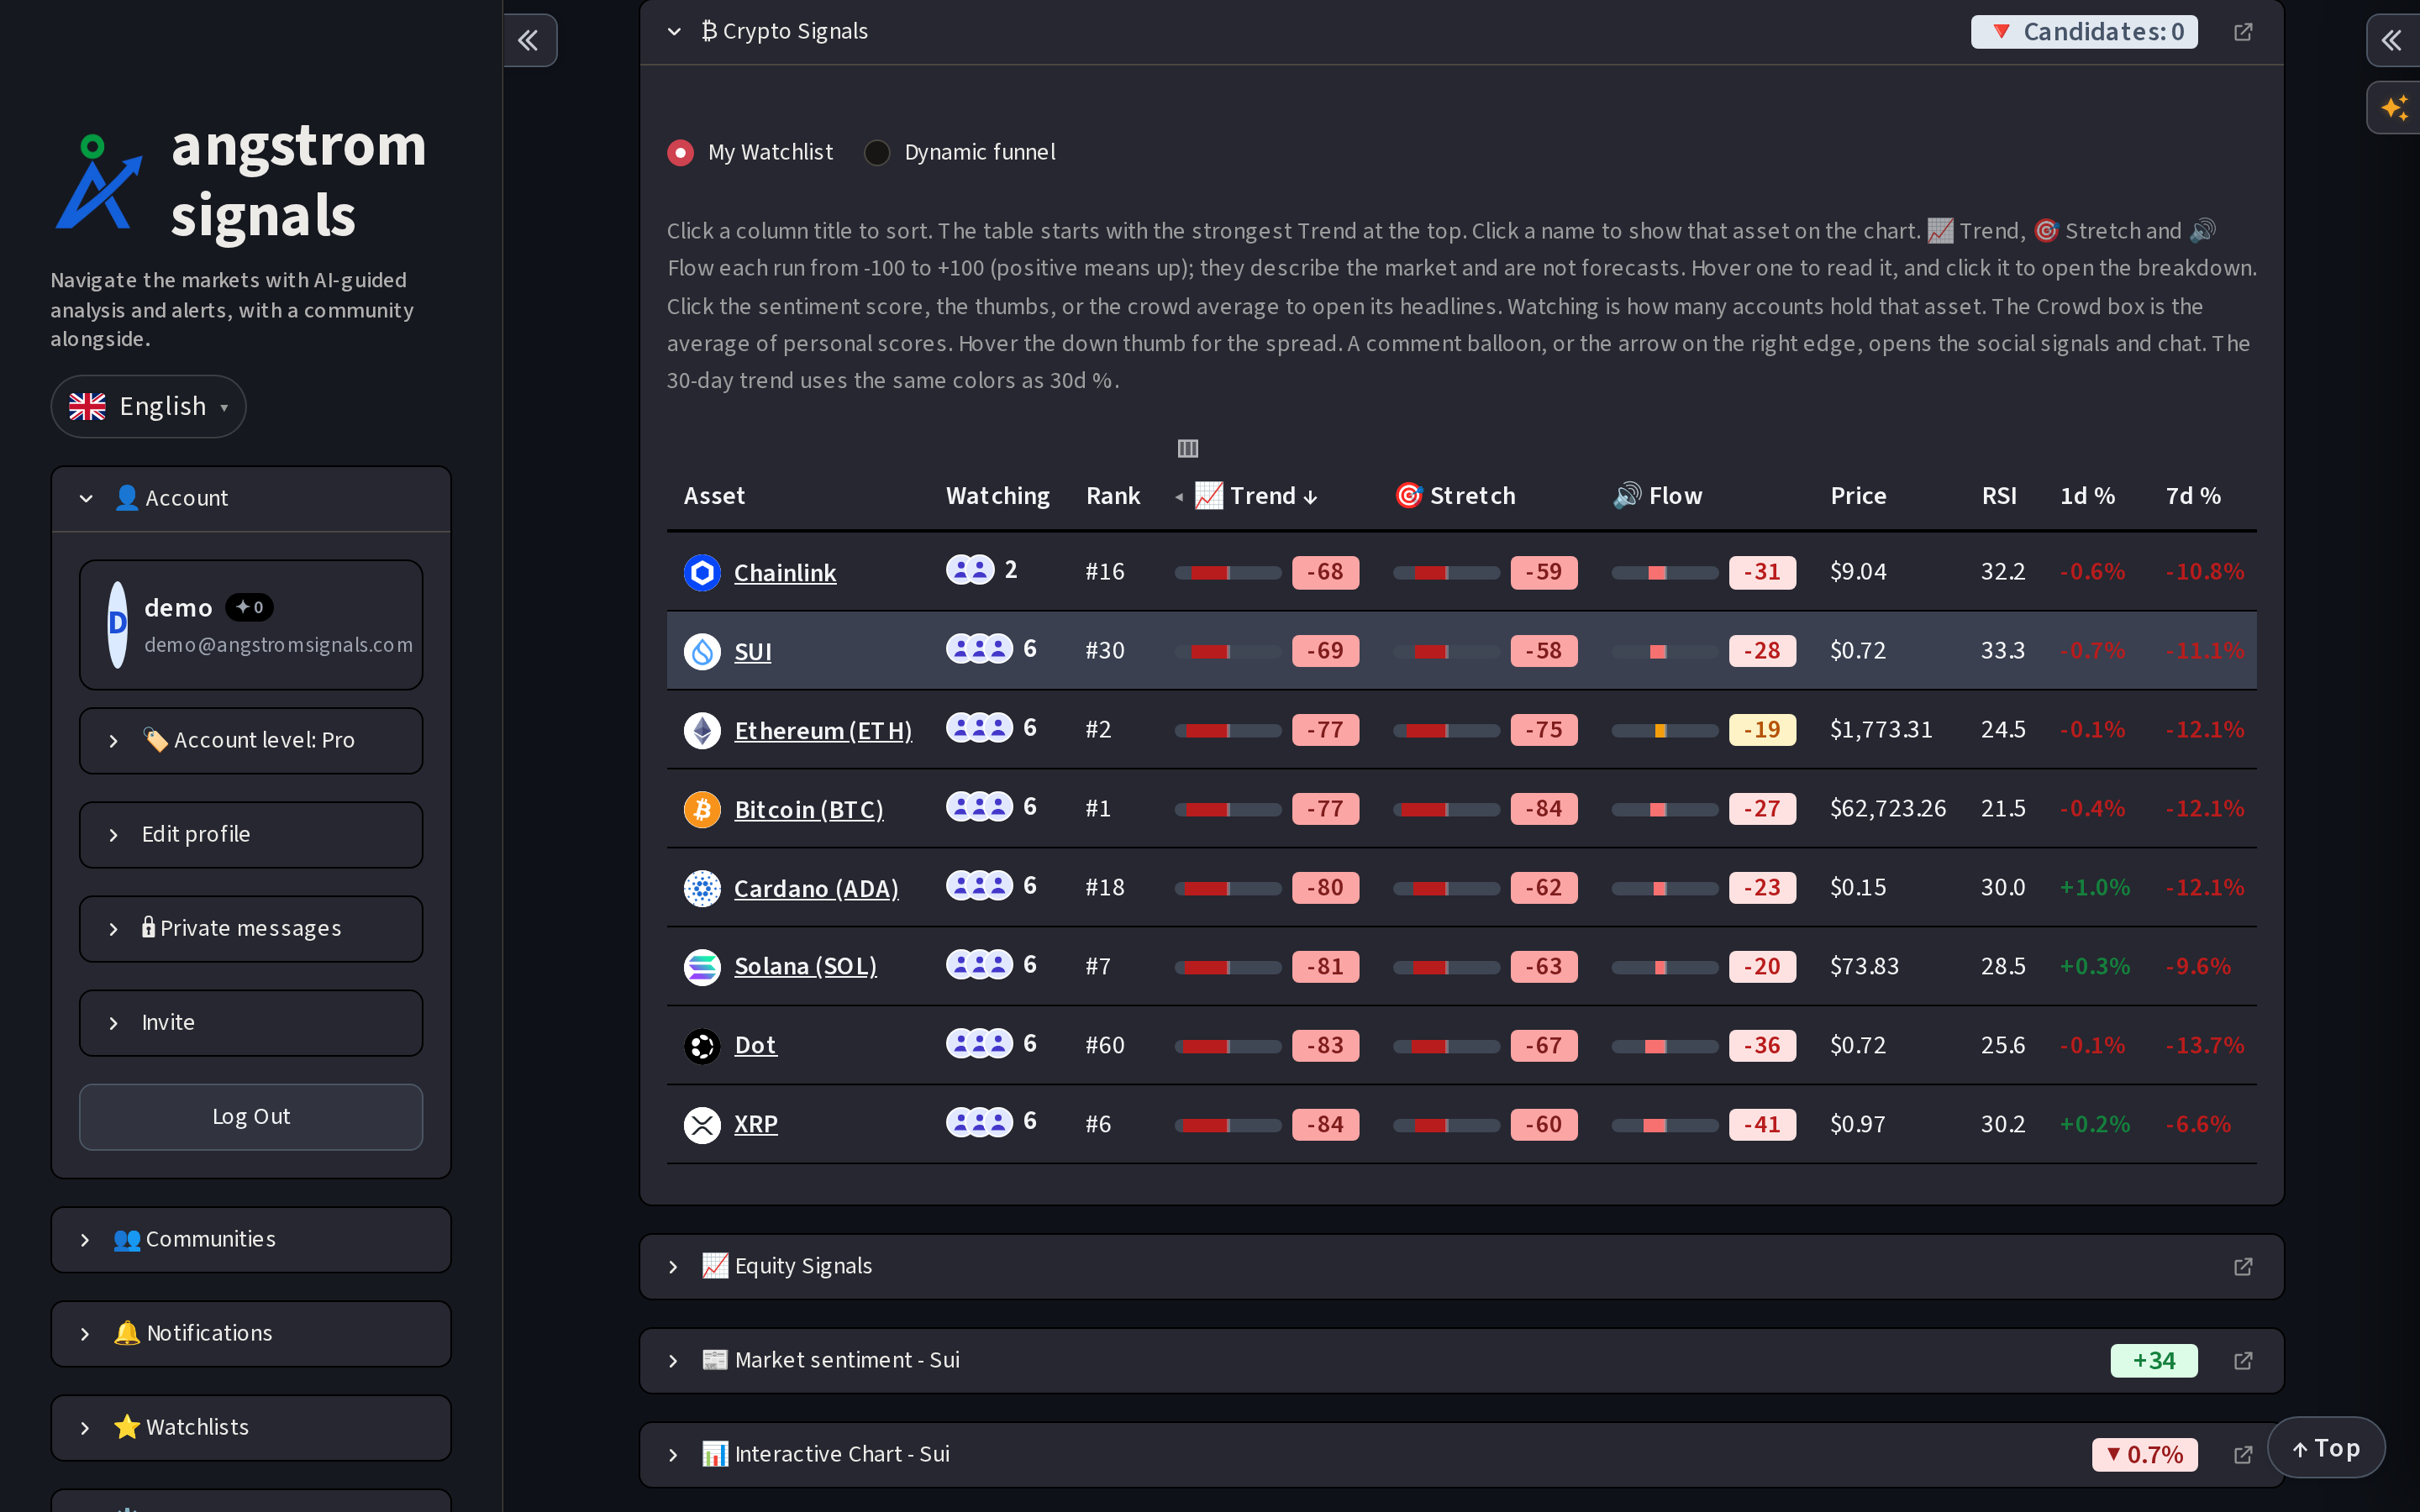 angstrom
signals
Navigate the markets with AI-guided
analysis and alerts, with a community
alongside.
English ▾
👤 Account
D
demo
✦ 0
demo@angstromsignals.com
🏷️ Account level: Pro
Edit profile
🔒 Private messages
Invite
Log Out
👥 Communities
🔔 Notifications
⭐ Watchlists
₿ Crypto Signals
🔻 Candidates: 0
My Watchlist
Dynamic funnel
Click a column title to sort. The table starts with the strongest Trend at the top. Click a name to show that asset on the chart. 📈 Trend, 🎯 Stretch and 🔊
Flow each run from -100 to +100 (positive means up); they describe the market and are not forecasts. Hover one to read it, and click it to open the breakdown.
Click the sentiment score, the thumbs, or the crowd average to open its headlines. Watching is how many accounts hold that asset. The Crowd box is the
average of personal scores. Hover the down thumb for the spread. A comment balloon, or the arrow on the right edge, opens the social signals and chat. The
30-day trend uses the same colors as 30d %.
Asset Watching Rank ◂ 📈 Trend ↓ 🎯 Stretch 🔊 Flow Price RSI 1d % 7d %
Chainlink 2 #16 -68 -59 -31 $9.04 32.2 -0.6% -10.8%
SUI 6 #30 -69 -58 -28 $0.72 33.3 -0.7% -11.1%
Ethereum (ETH) 6 #2 -77 -75 -19 $1,773.31 24.5 -0.1% -12.1%
Bitcoin (BTC) 6 #1 -77 -84 -27 $62,723.26 21.5 -0.4% -12.1%
Cardano (ADA) 6 #18 -80 -62 -23 $0.15 30.0 +1.0% -12.1%
Solana (SOL) 6 #7 -81 -63 -20 $73.83 28.5 +0.3% -9.6%
Dot 6 #60 -83 -67 -36 $0.72 25.6 -0.1% -13.7%
XRP 6 #6 -84 -60 -41 $0.97 30.2 +0.2% -6.6%
📈 Equity Signals
📰 Market sentiment - Sui
+34
📊 Interactive Chart - Sui
▼ 0.7%
↑ Top